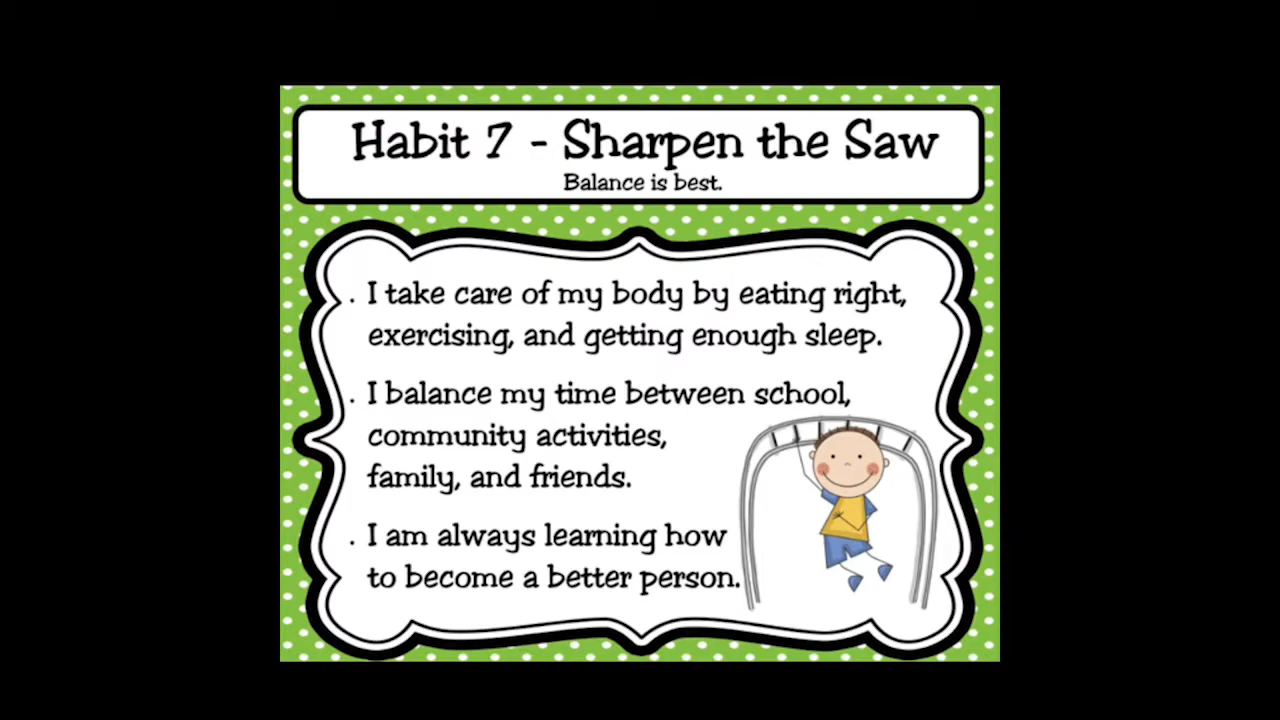 Habit 7 - Sharpen the Saw
Balance is best.
. I take care of my body by eating right,
exercising, and getting enough sleep.
. I balance my time between school,
community activities,
family, and friends.
. I am always learning how
to become a better person.